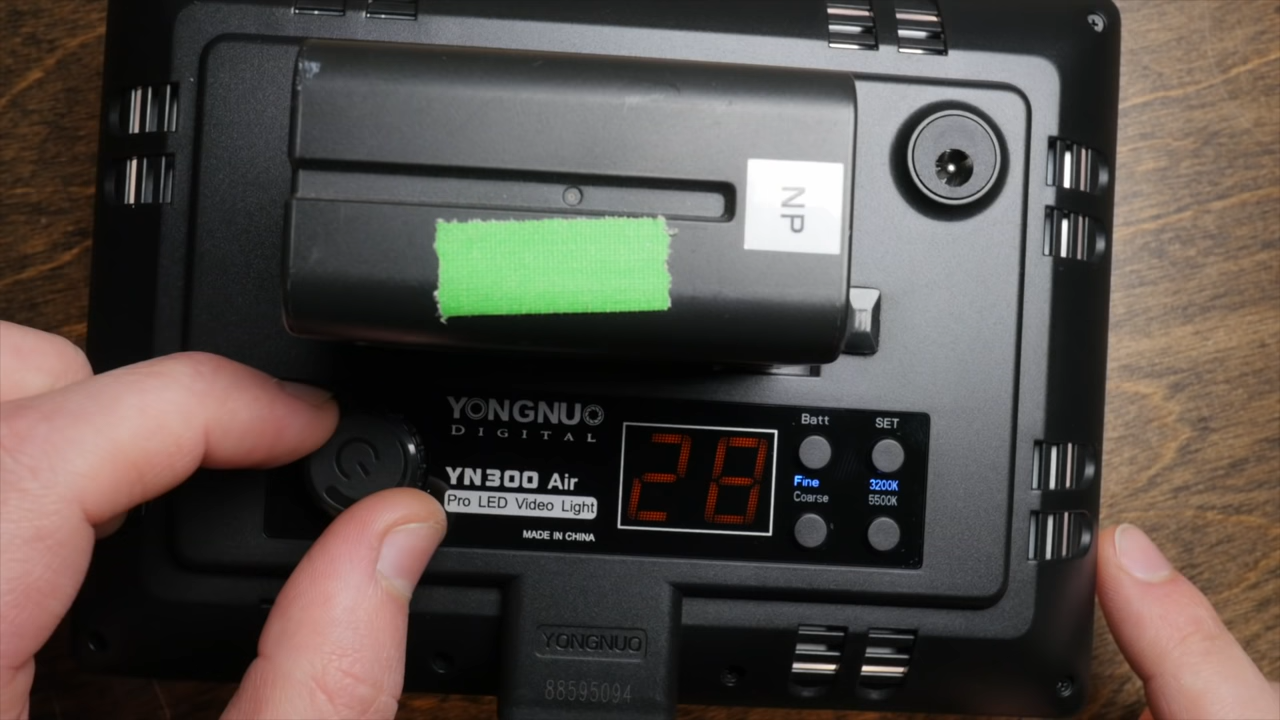 NP
YONGNUO
DIGITAL
YN300 Air
Pro LED Video Light
MADE IN CHINA
28
Batt
SET
Fine
Coarse
3200K
5500K
YONGNUO
88595094